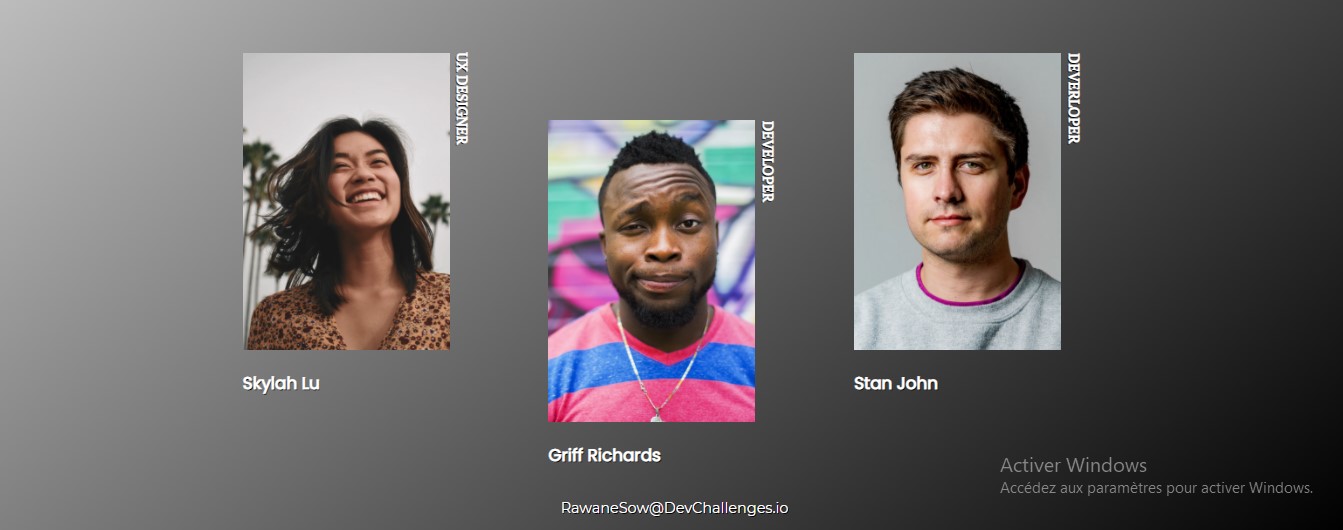 UX DESIGNER
Skylah Lu
DEVELOPER
Griff Richards
DEVERLOPER
Stan John
Activer Windows
Accédez aux paramètres pour activer Windows.
RawaneSow@DevChallenges.io